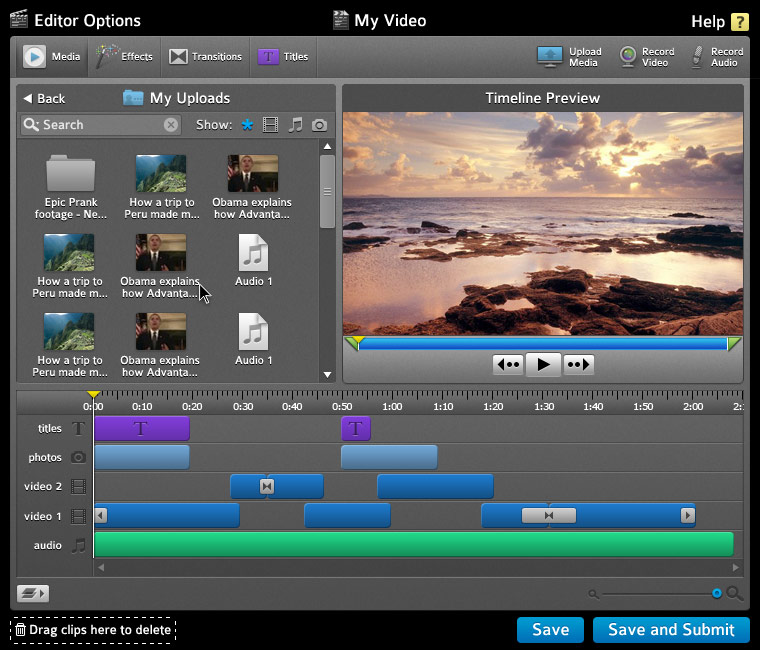 Editor Options
My Video
Help ?
Media
Effects
Transitions
T Titles
Upload
Media
Record
Video
Record
Audio
Back
My Uploads
Timeline Preview
Search
Show:
Epic Prank
footage - Ne...
How a trip to
Peru made m...
Obama explains
how Advanta...
How a trip to
Peru made m...
Obama explains
how Advanta...
Audio 1
How a trip to
Peru made m...
Obama explains
how Advanta...
Audio 1
0:00 0:10 0:20 0:30 0:40 0:50 1:00 1:10 1:20 1:30 1:40 1:50 2:00 2:
titles T T T
photos
video 2
video 1
audio
Drag clips here to delete
Save
Save and Submit